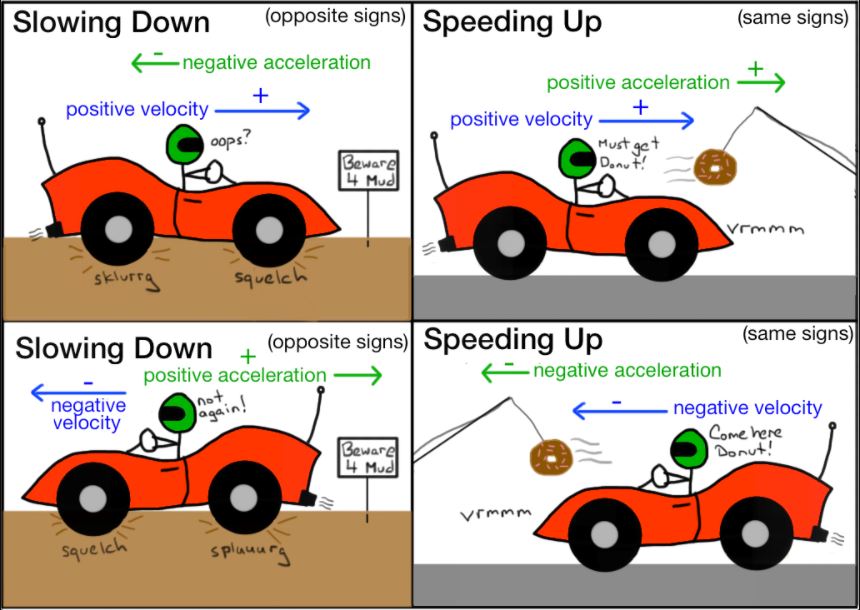 Slowing Down (opposite signs)
-
negative acceleration
+
positive velocity
oops?
Beware
4 Mud
sklurrg squelch
Speeding Up (same signs)
+
positive acceleration
+
positive velocity
Must get
Donut!
vrmmm
Slowing Down (opposite signs)
+
positive acceleration
-
negative
velocity
not
again!
Beware
4 Mud
squelch spluuurg
Speeding Up (same signs)
-
negative acceleration
-
negative velocity
Come here
Donut!
vrmmm